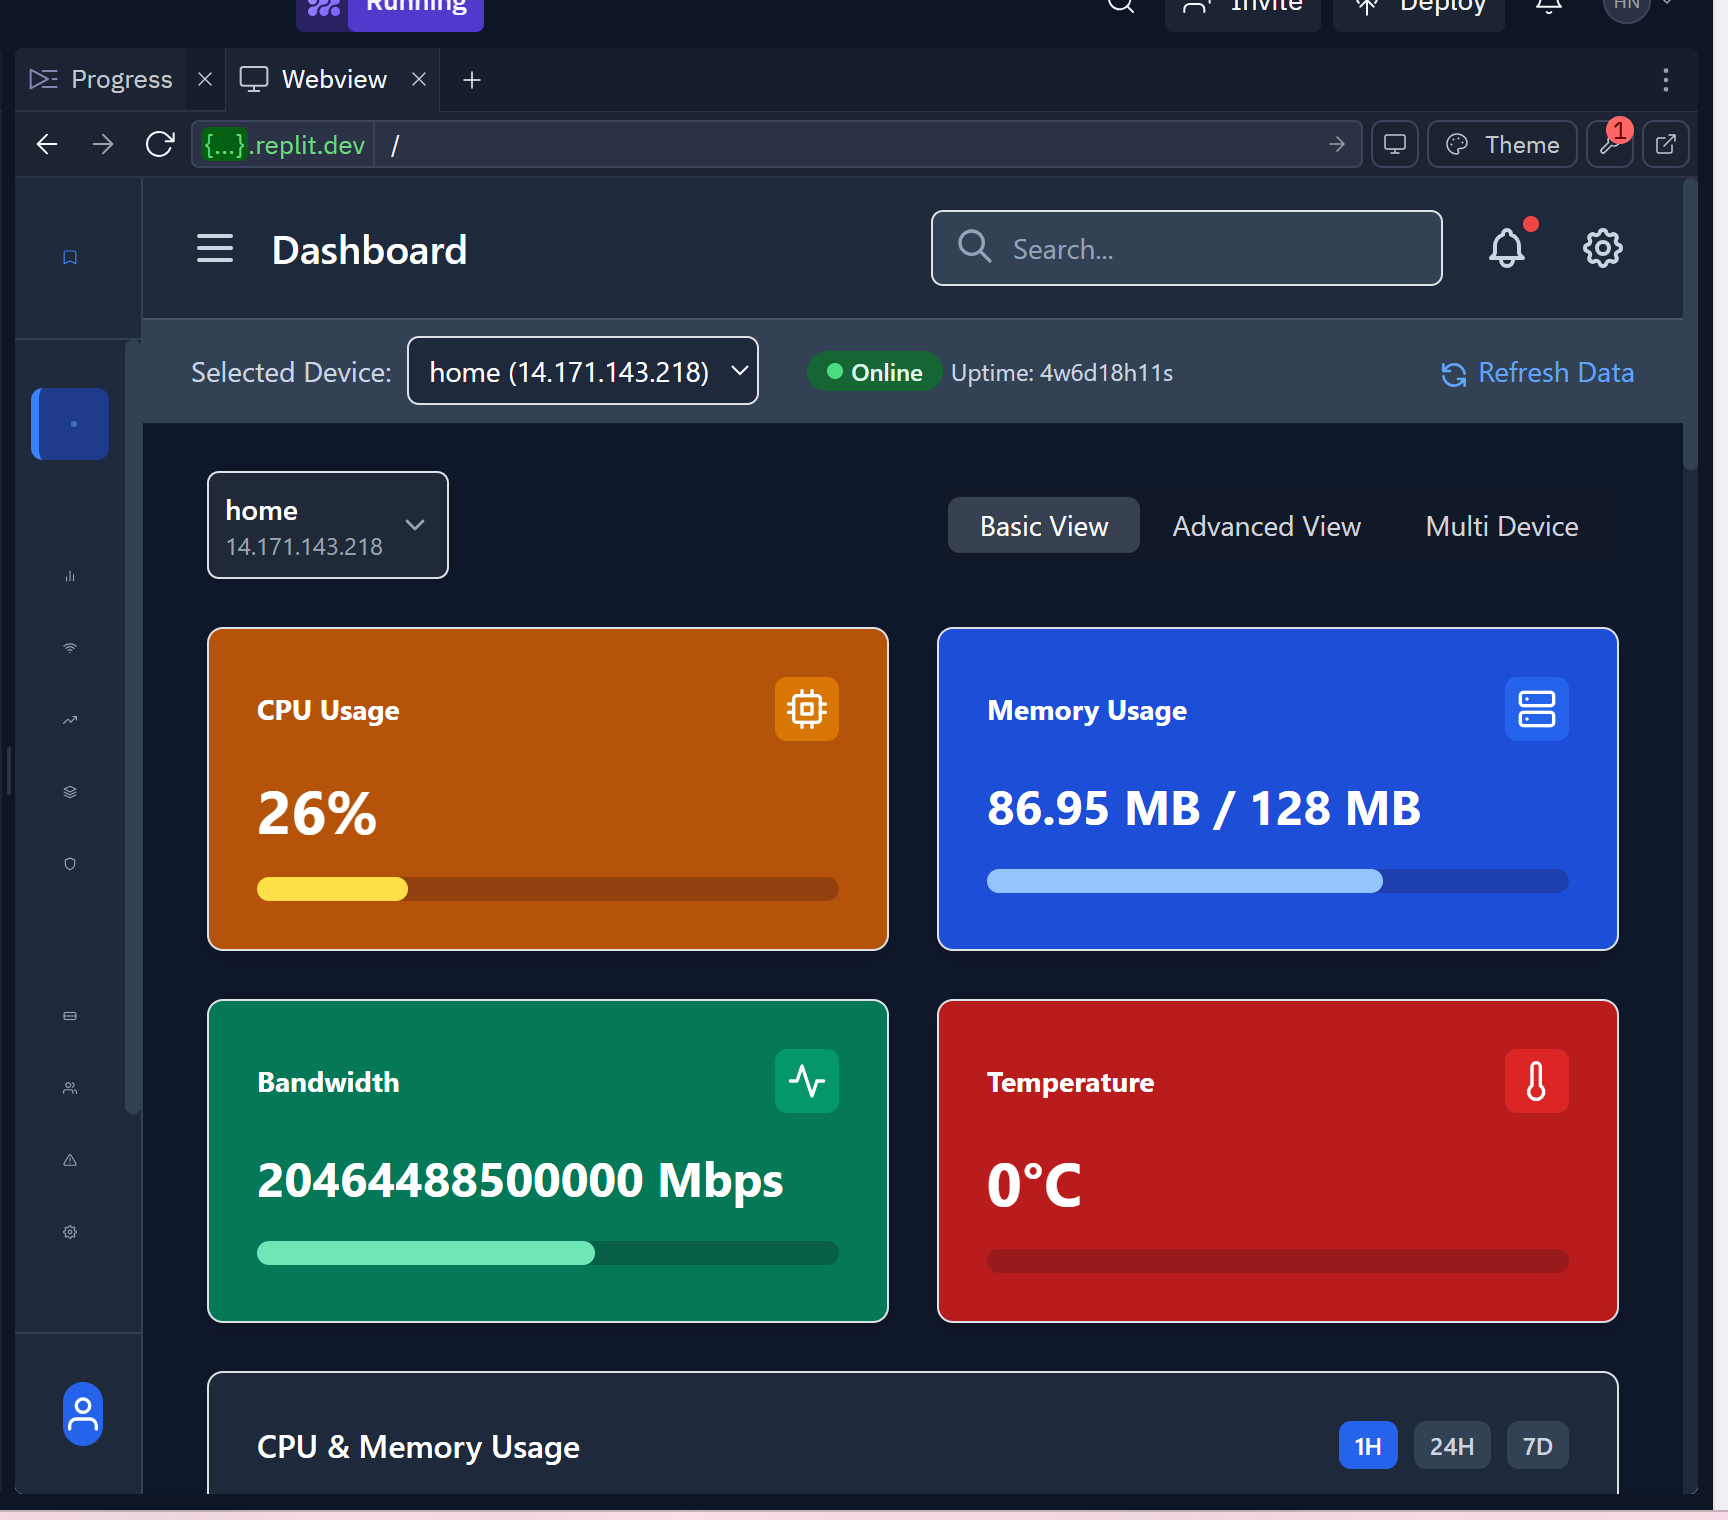 Running
Invite
Deploy
HN
Progress
Webview
{...}.replit.dev
/
Theme
1
Dashboard
Search...
Selected Device:
home (14.171.143.218)
Online
Uptime: 4w6d18h11s
Refresh Data
home
14.171.143.218
Basic View
Advanced View
Multi Device
CPU Usage
26%
Memory Usage
86.95 MB / 128 MB
Bandwidth
20464488500000 Mbps
Temperature
0°C
CPU & Memory Usage
1H
24H
7D